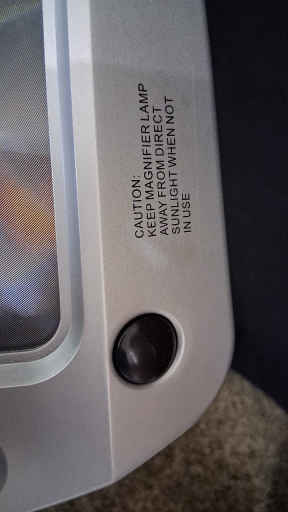 CAUTION:
KEEP MAGNIFIER LAMP
AWAY FROM DIRECT
SUNLIGHT WHEN NOT
IN USE